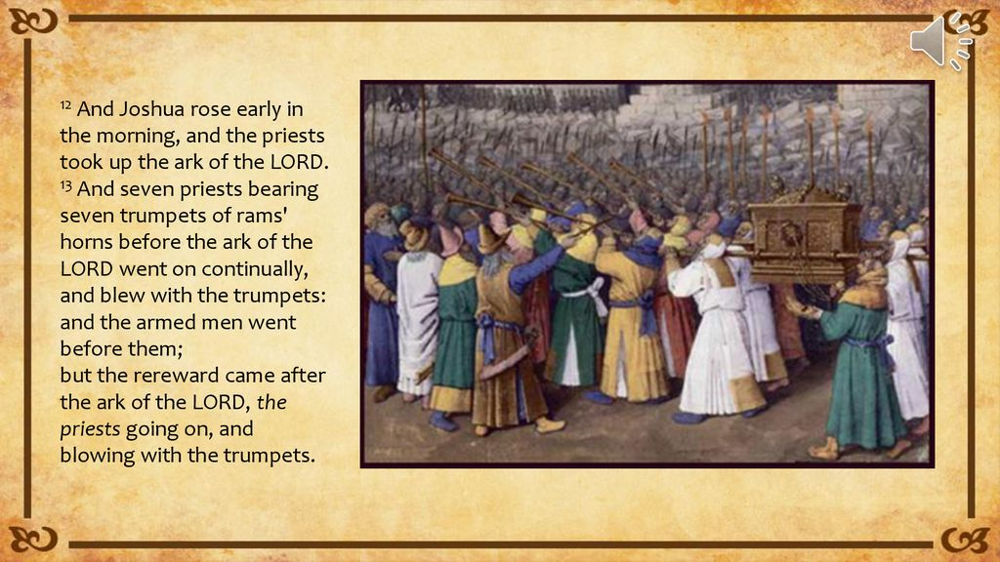 12 And Joshua rose early in
the morning, and the priests
took up the ark of the LORD.
13 And seven priests bearing
seven trumpets of rams'
horns before the ark of the
LORD went on continually,
and blew with the trumpets:
and the armed men went
before them;
but the rereward came after
the ark of the LORD, the
priests going on, and
blowing with the trumpets.